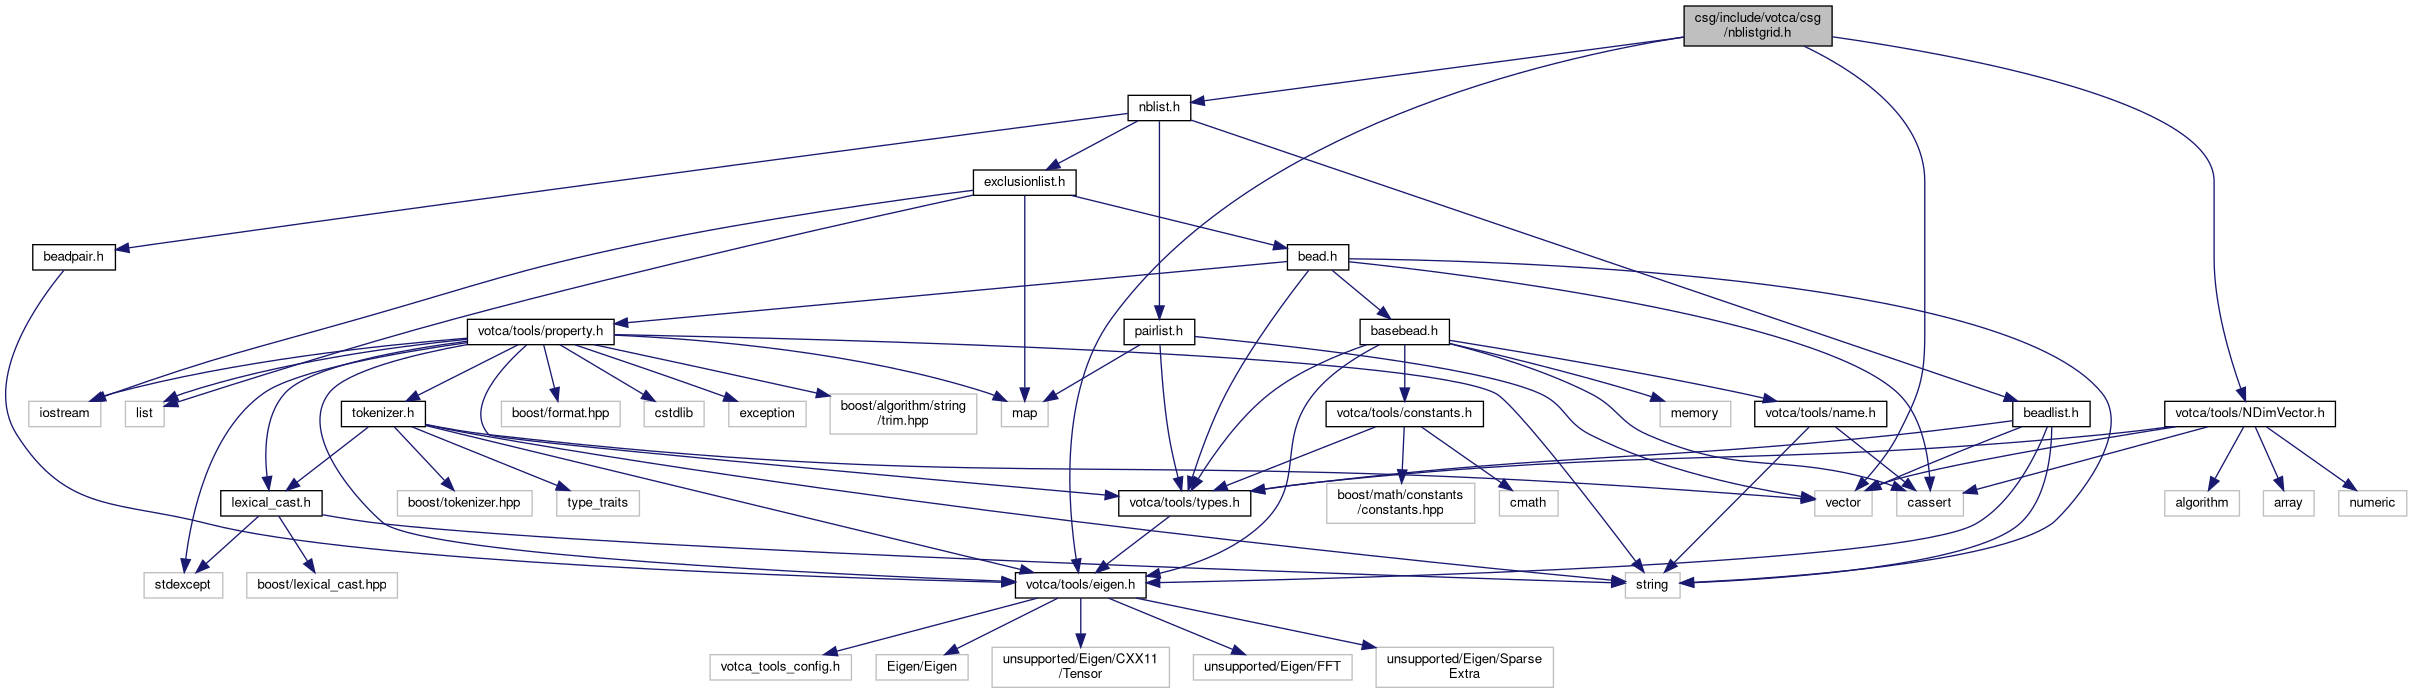 csg/include/votca/csg
/nblistgrid.h
nblist.h
exclusionlist.h
beadpair.h
bead.h
votca/tools/property.h
pairlist.h
basebead.h
iostream
list
tokenizer.h
boost/format.hpp
cstdlib
exception
boost/algorithm/string
/trim.hpp
map
votca/tools/constants.h
memory
votca/tools/name.h
beadlist.h
votca/tools/NDimVector.h
lexical_cast.h
boost/tokenizer.hpp
type_traits
votca/tools/types.h
boost/math/constants
/constants.hpp
cmath
vector
cassert
algorithm
array
numeric
stdexcept
boost/lexical_cast.hpp
votca/tools/eigen.h
string
votca_tools_config.h
Eigen/Eigen
unsupported/Eigen/CXX11
/Tensor
unsupported/Eigen/FFT
unsupported/Eigen/Sparse
Extra